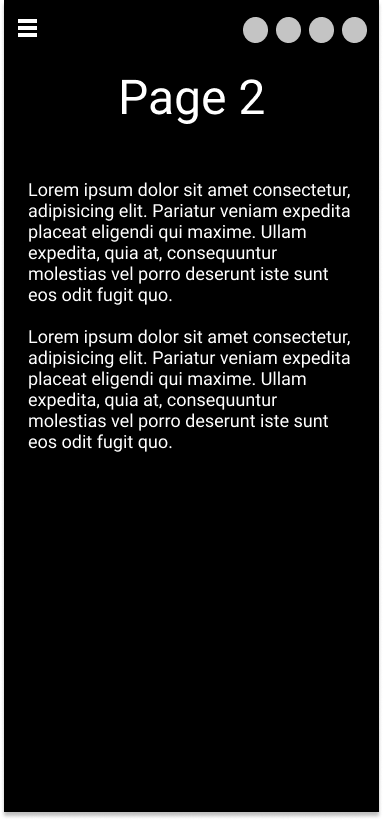 Page 2
Lorem ipsum dolor sit amet consectetur,
adipisicing elit. Pariatur veniam expedita
placeat eligendi qui maxime. Ullam
expedita, quia at, consequuntur
molestias vel porro deserunt iste sunt
eos odit fugit quo.
Lorem ipsum dolor sit amet consectetur,
adipisicing elit. Pariatur veniam expedita
placeat eligendi qui maxime. Ullam
expedita, quia at, consequuntur
molestias vel porro deserunt iste sunt
eos odit fugit quo.